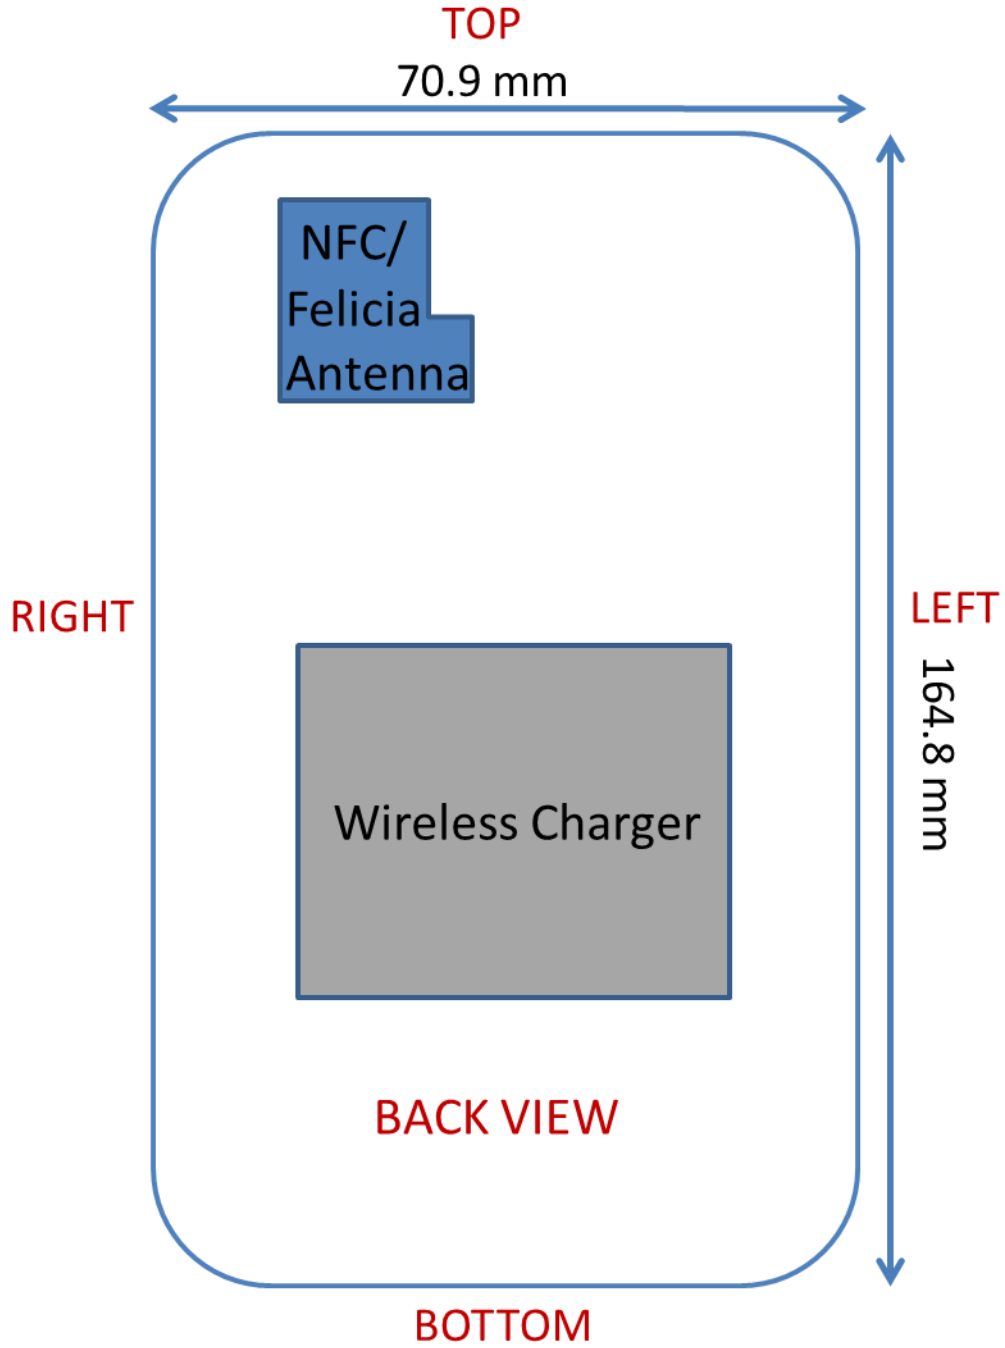 TOP
70.9 mm
NFC/
Felicia
Antenna
RIGHT
LEFT
164.8 mm
Wireless Charger
BACK VIEW
BOTTOM